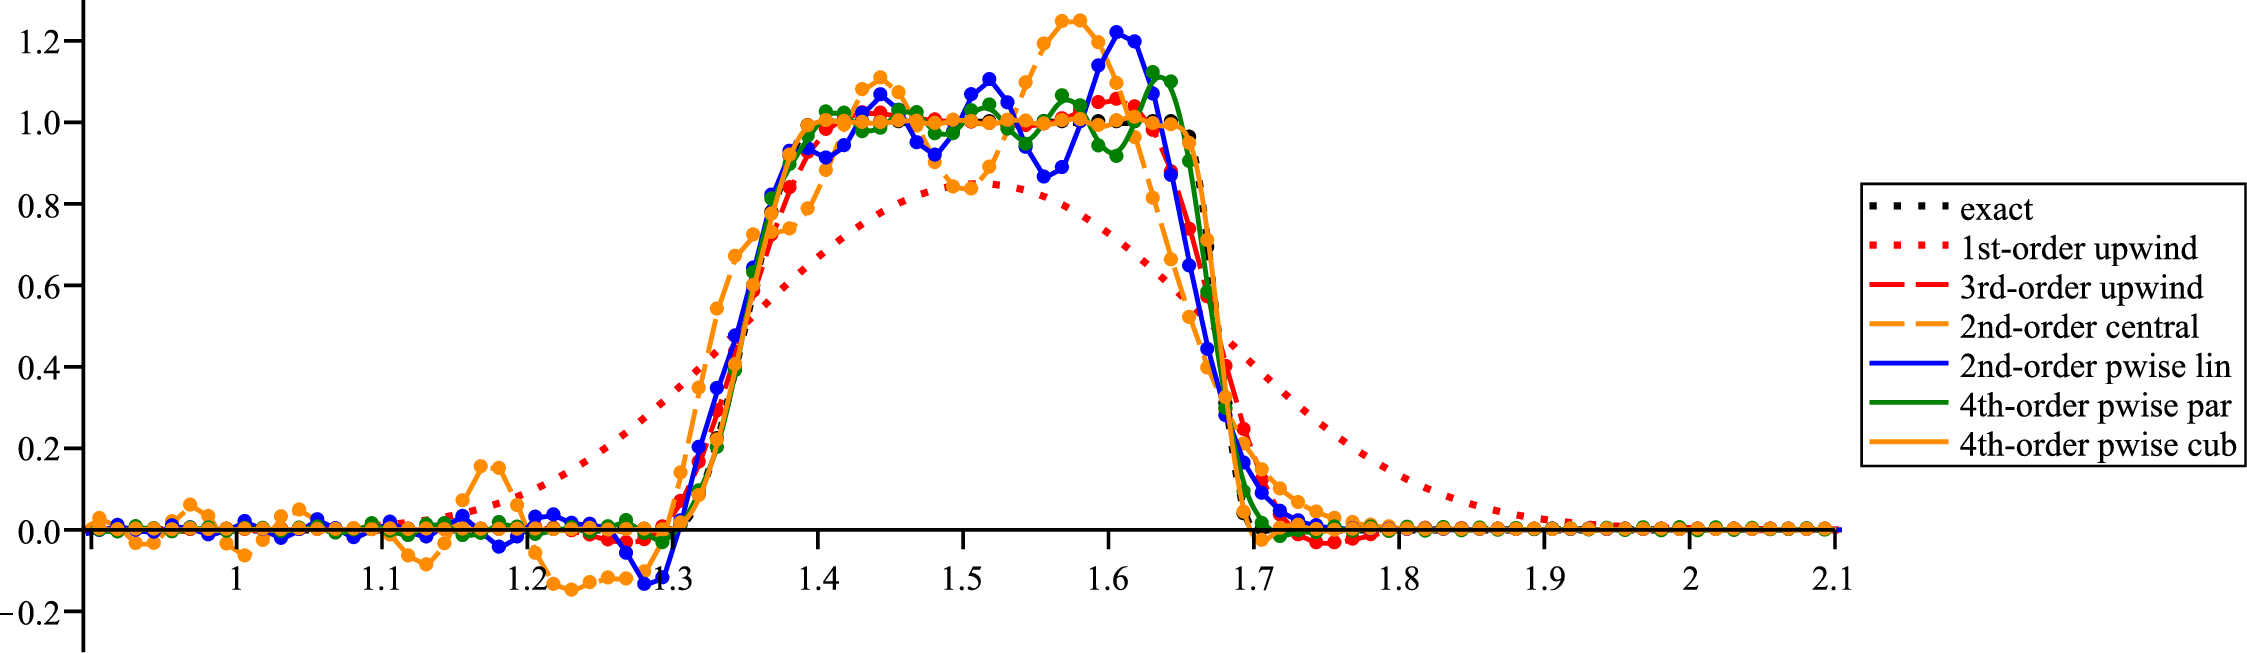 1.2
1.0
0.8
0.6
0.4
0.2
0.0
−0.2
1 1.1 1.2 1.3 1.4 1.5 1.6 1.7 1.8 1.9 2 2.1
exact
1st-order upwind
3rd-order upwind
2nd-order central
2nd-order pwise lin
4th-order pwise par
4th-order pwise cub